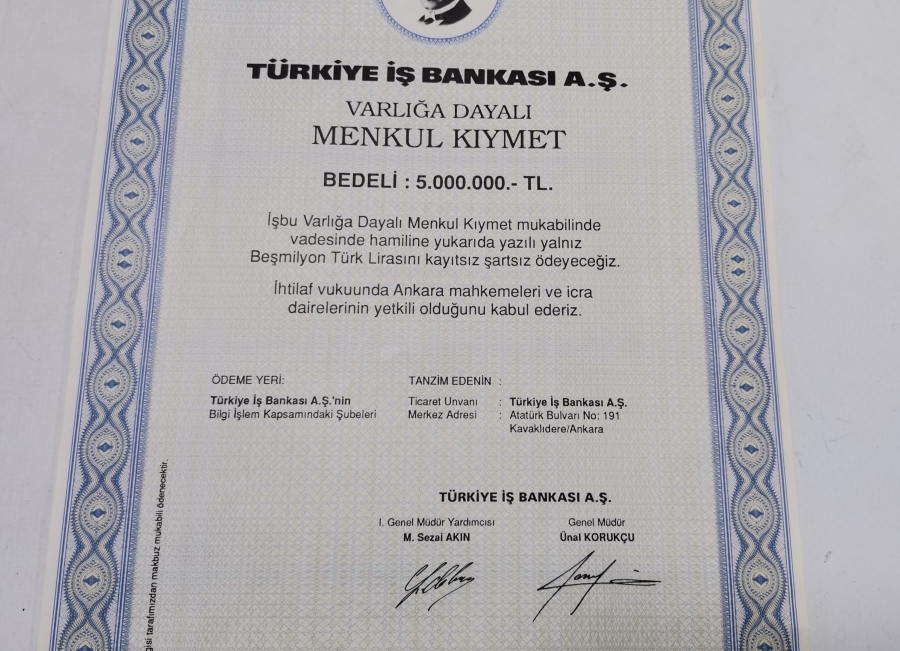 TÜRKİYE İŞ BANKASI A.Ş.
VARLIĞA DAYALI
MENKUL KIYMET
BEDELİ : 5.000.000.- TL.
İşbu Varlığa Dayalı Menkul Kıymet mukabilinde
vadesinde hamiline yukarıda yazılı yalnız
Beşmilyon Türk Lirasını kayıtsız şartsız ödeyeceğiz.
İhtilaf vukuunda Ankara mahkemeleri ve icra
dairelerinin yetkili olduğunu kabul ederiz.
ÖDEME YERİ:
Türkiye İş Bankası A.Ş.'nin
Bilgi İşlem Kapsamındaki Şubeleri
TANZİM EDENİN :
Ticaret Unvanı : Türkiye İş Bankası A.Ş.
Merkez Adresi : Atatürk Bulvarı No: 191
Kavaklıdere/Ankara
TÜRKİYE İŞ BANKASI A.Ş.
I. Genel Müdür Yardımcısı
M. Sezai AKIN
Genel Müdür
Ünal KORUKÇU
tarafımızdan makbuz mukabili ödenecektir.